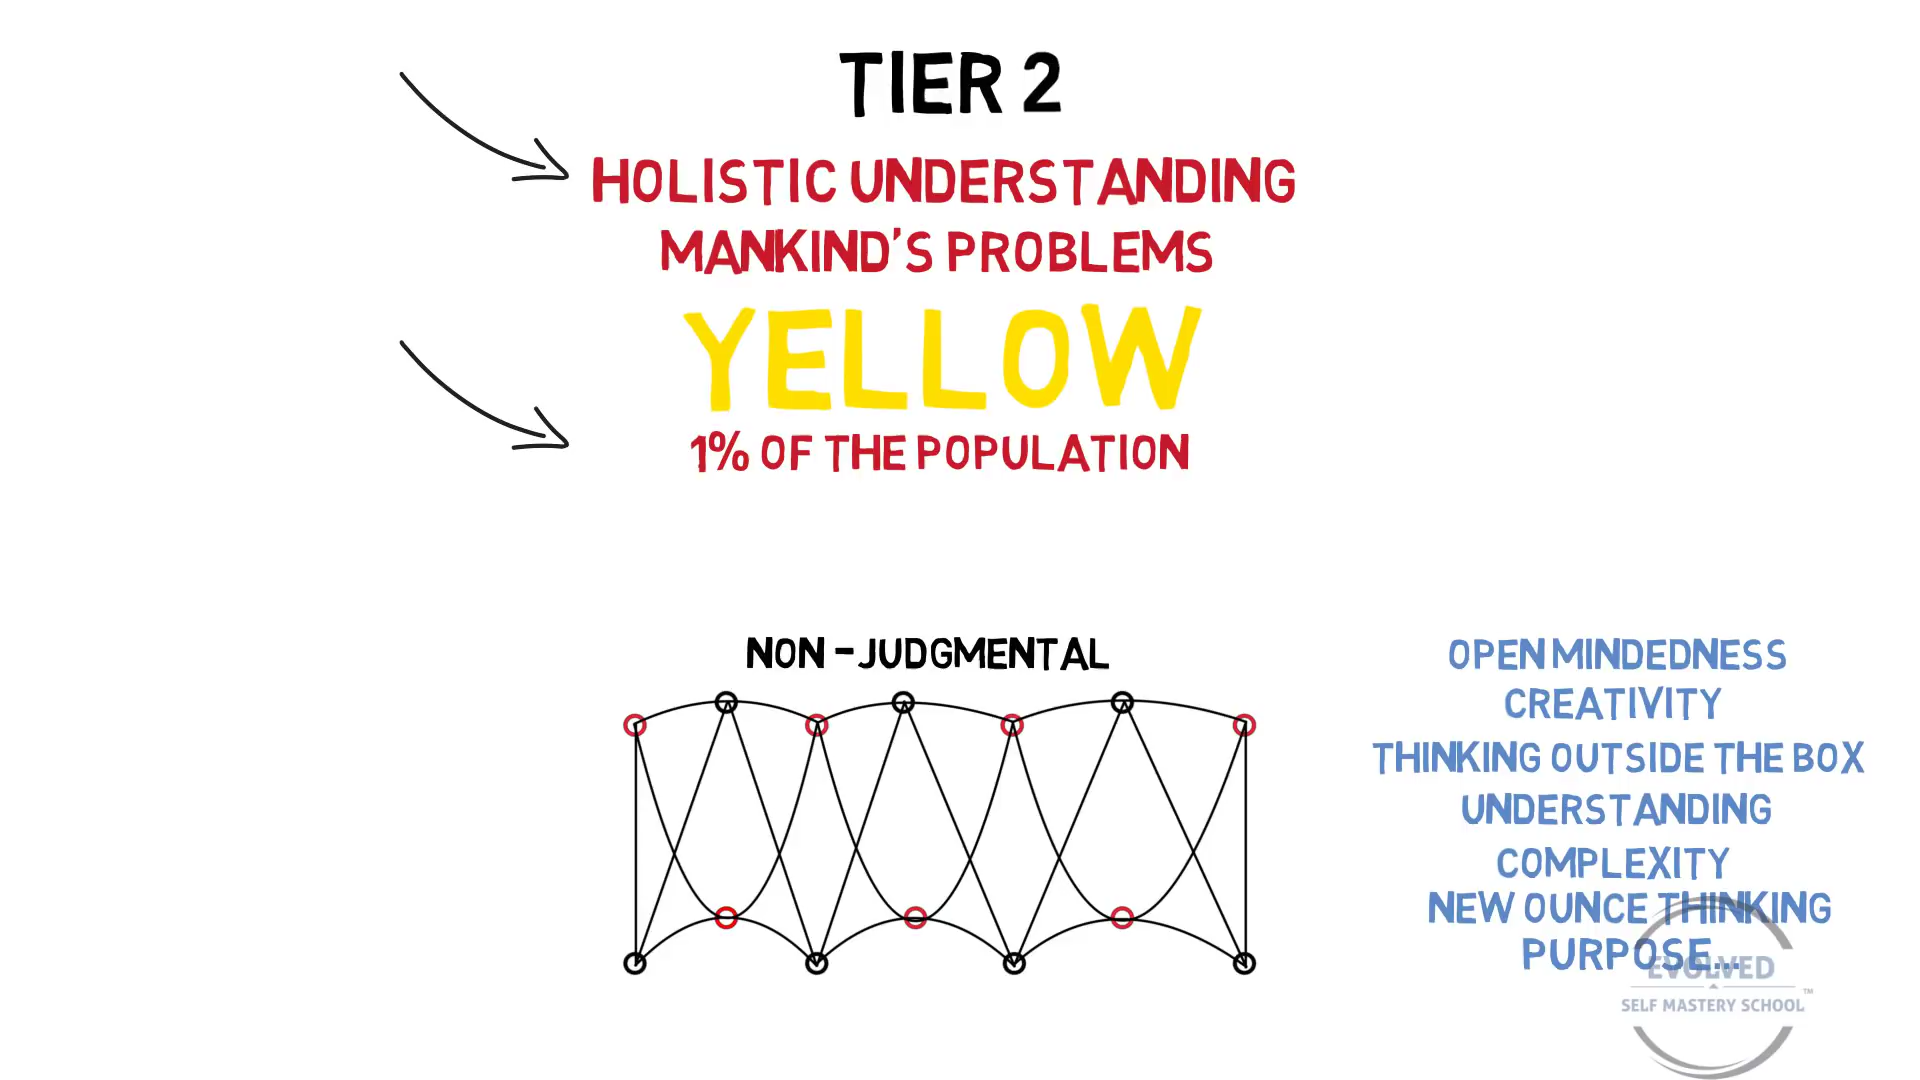 TIER 2
HOLISTIC UNDERSTANDING
MANKIND'S PROBLEMS
YELLOW
1% OF THE POPULATION
NON -JUDGMENTAL
OPEN MINDEDNESS
CREATIVITY
THINKING OUTSIDE THE BOX
UNDERSTANDING
COMPLEXITY
NEW OUNCE THINKING
PURPOSE...
EVOLVED
SELF MASTERY SCHOOL™